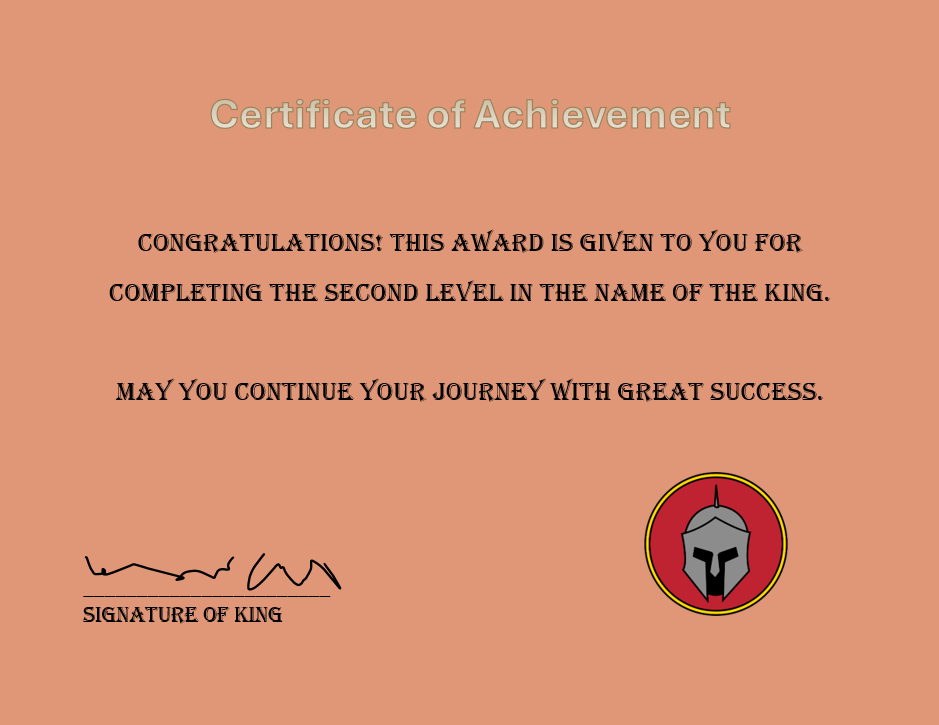 Certificate of Achievement
CONGRATULATIONS! THIS AWARD IS GIVEN TO YOU FOR
COMPLETING THE SECOND LEVEL IN THE NAME OF THE KING.
MAY YOU CONTINUE YOUR JOURNEY WITH GREAT SUCCESS.
SIGNATURE OF KING